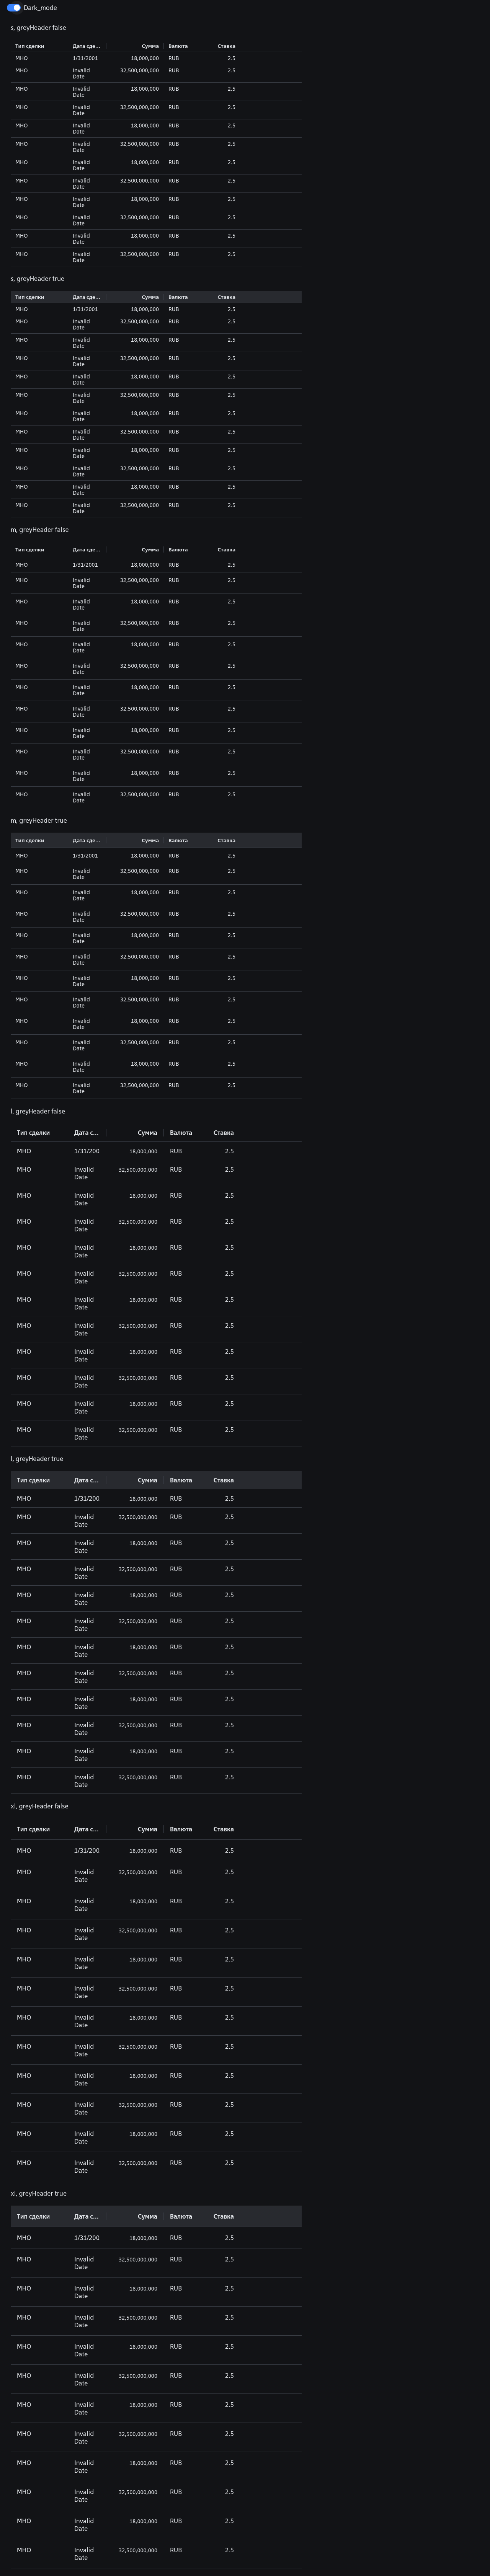 Dark_mode
s, greyHeader false
Тип сделки Дата сде... Сумма Валюта Ставка
МНО 1/31/2001 18,000,000 RUB 2.5
МНО Invalid 32,500,000,000 RUB 2.5
Date
МНО Invalid 18,000,000 RUB 2.5
Date
МНО Invalid 32,500,000,000 RUB 2.5
Date
МНО Invalid 18,000,000 RUB 2.5
Date
МНО Invalid 32,500,000,000 RUB 2.5
Date
МНО Invalid 18,000,000 RUB 2.5
Date
МНО Invalid 32,500,000,000 RUB 2.5
Date
МНО Invalid 18,000,000 RUB 2.5
Date
МНО Invalid 32,500,000,000 RUB 2.5
Date
МНО Invalid 18,000,000 RUB 2.5
Date
МНО Invalid 32,500,000,000 RUB 2.5
Date
s, greyHeader true
Тип сделки Дата сде... Сумма Валюта Ставка
МНО 1/31/2001 18,000,000 RUB 2.5
МНО Invalid 32,500,000,000 RUB 2.5
Date
МНО Invalid 18,000,000 RUB 2.5
Date
МНО Invalid 32,500,000,000 RUB 2.5
Date
МНО Invalid 18,000,000 RUB 2.5
Date
МНО Invalid 32,500,000,000 RUB 2.5
Date
МНО Invalid 18,000,000 RUB 2.5
Date
МНО Invalid 32,500,000,000 RUB 2.5
Date
МНО Invalid 18,000,000 RUB 2.5
Date
МНО Invalid 32,500,000,000 RUB 2.5
Date
МНО Invalid 18,000,000 RUB 2.5
Date
МНО Invalid 32,500,000,000 RUB 2.5
Date
m, greyHeader false
Тип сделки Дата сде... Сумма Валюта Ставка
МНО 1/31/2001 18,000,000 RUB 2.5
МНО Invalid 32,500,000,000 RUB 2.5
Date
МНО Invalid 18,000,000 RUB 2.5
Date
МНО Invalid 32,500,000,000 RUB 2.5
Date
МНО Invalid 18,000,000 RUB 2.5
Date
МНО Invalid 32,500,000,000 RUB 2.5
Date
МНО Invalid 18,000,000 RUB 2.5
Date
МНО Invalid 32,500,000,000 RUB 2.5
Date
МНО Invalid 18,000,000 RUB 2.5
Date
МНО Invalid 32,500,000,000 RUB 2.5
Date
МНО Invalid 18,000,000 RUB 2.5
Date
МНО Invalid 32,500,000,000 RUB 2.5
Date
m, greyHeader true
Тип сделки Дата сде... Сумма Валюта Ставка
МНО 1/31/2001 18,000,000 RUB 2.5
МНО Invalid 32,500,000,000 RUB 2.5
Date
МНО Invalid 18,000,000 RUB 2.5
Date
МНО Invalid 32,500,000,000 RUB 2.5
Date
МНО Invalid 18,000,000 RUB 2.5
Date
МНО Invalid 32,500,000,000 RUB 2.5
Date
МНО Invalid 18,000,000 RUB 2.5
Date
МНО Invalid 32,500,000,000 RUB 2.5
Date
МНО Invalid 18,000,000 RUB 2.5
Date
МНО Invalid 32,500,000,000 RUB 2.5
Date
МНО Invalid 18,000,000 RUB 2.5
Date
МНО Invalid 32,500,000,000 RUB 2.5
Date
l, greyHeader false
Тип сделки Дата с... Сумма Валюта Ставка
МНО 1/31/200 18,000,000 RUB 2.5
МНО Invalid 32,500,000,000 RUB 2.5
Date
МНО Invalid 18,000,000 RUB 2.5
Date
МНО Invalid 32,500,000,000 RUB 2.5
Date
МНО Invalid 18,000,000 RUB 2.5
Date
МНО Invalid 32,500,000,000 RUB 2.5
Date
МНО Invalid 18,000,000 RUB 2.5
Date
МНО Invalid 32,500,000,000 RUB 2.5
Date
МНО Invalid 18,000,000 RUB 2.5
Date
МНО Invalid 32,500,000,000 RUB 2.5
Date
МНО Invalid 18,000,000 RUB 2.5
Date
МНО Invalid 32,500,000,000 RUB 2.5
Date
l, greyHeader true
Тип сделки Дата с... Сумма Валюта Ставка
МНО 1/31/200 18,000,000 RUB 2.5
МНО Invalid 32,500,000,000 RUB 2.5
Date
МНО Invalid 18,000,000 RUB 2.5
Date
МНО Invalid 32,500,000,000 RUB 2.5
Date
МНО Invalid 18,000,000 RUB 2.5
Date
МНО Invalid 32,500,000,000 RUB 2.5
Date
МНО Invalid 18,000,000 RUB 2.5
Date
МНО Invalid 32,500,000,000 RUB 2.5
Date
МНО Invalid 18,000,000 RUB 2.5
Date
МНО Invalid 32,500,000,000 RUB 2.5
Date
МНО Invalid 18,000,000 RUB 2.5
Date
МНО Invalid 32,500,000,000 RUB 2.5
Date
xl, greyHeader false
Тип сделки Дата с... Сумма Валюта Ставка
МНО 1/31/200 18,000,000 RUB 2.5
МНО Invalid 32,500,000,000 RUB 2.5
Date
МНО Invalid 18,000,000 RUB 2.5
Date
МНО Invalid 32,500,000,000 RUB 2.5
Date
МНО Invalid 18,000,000 RUB 2.5
Date
МНО Invalid 32,500,000,000 RUB 2.5
Date
МНО Invalid 18,000,000 RUB 2.5
Date
МНО Invalid 32,500,000,000 RUB 2.5
Date
МНО Invalid 18,000,000 RUB 2.5
Date
МНО Invalid 32,500,000,000 RUB 2.5
Date
МНО Invalid 18,000,000 RUB 2.5
Date
МНО Invalid 32,500,000,000 RUB 2.5
Date
xl, greyHeader true
Тип сделки Дата с... Сумма Валюта Ставка
МНО 1/31/200 18,000,000 RUB 2.5
МНО Invalid 32,500,000,000 RUB 2.5
Date
МНО Invalid 18,000,000 RUB 2.5
Date
МНО Invalid 32,500,000,000 RUB 2.5
Date
МНО Invalid 18,000,000 RUB 2.5
Date
МНО Invalid 32,500,000,000 RUB 2.5
Date
МНО Invalid 18,000,000 RUB 2.5
Date
МНО Invalid 32,500,000,000 RUB 2.5
Date
МНО Invalid 18,000,000 RUB 2.5
Date
МНО Invalid 32,500,000,000 RUB 2.5
Date
МНО Invalid 18,000,000 RUB 2.5
Date
МНО Invalid 32,500,000,000 RUB 2.5
Date